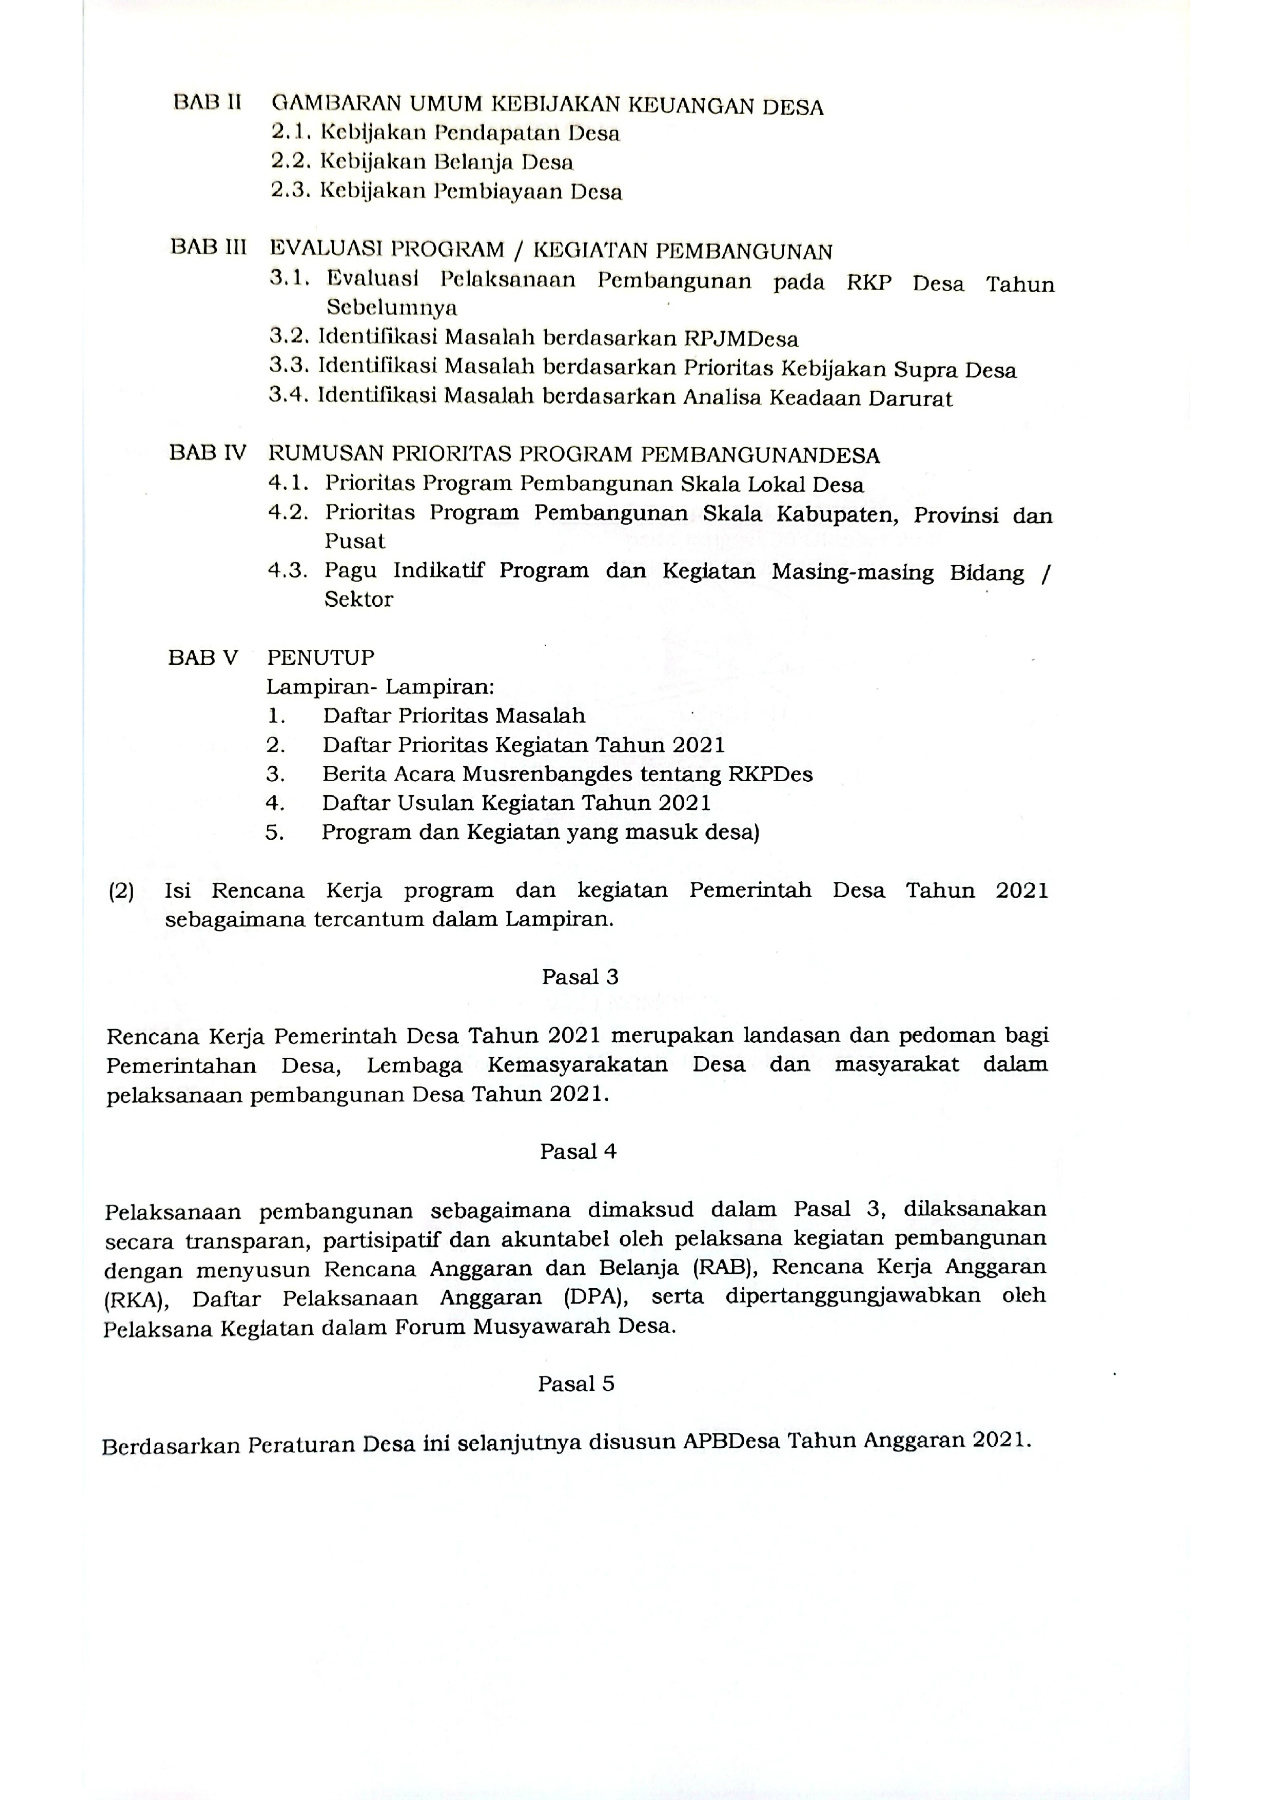 BAB II GAMBARAN UMUM KEBIJAKAN KEUANGAN DESA
2.1. Kebijakan Pendapatan Desa
2.2. Kebijakan Belanja Desa
2.3. Kebijakan Pembiayaan Desa
BAB III EVALUASI PROGRAM / KEGIATAN PEMBANGUNAN
3.1. Evaluasi Pelaksanaan Pembangunan pada RKP Desa Tahun
Sebelumnya
3.2. Identifikasi Masalah berdasarkan RPJMDesa
3.3. Identifikasi Masalah berdasarkan Prioritas Kebijakan Supra Desa
3.4. Identifikasi Masalah berdasarkan Analisa Keadaan Darurat
BAB IV RUMUSAN PRIORITAS PROGRAM PEMBANGUNANDESA
4.1. Prioritas Program Pembangunan Skala Lokal Desa
4.2. Prioritas Program Pembangunan Skala Kabupaten, Provinsi dan
Pusat
4.3. Pagu Indikatif Program dan Kegiatan Masing-masing Bidang /
Sektor
BAB V PENUTUP
Lampiran- Lampiran:
1. Daftar Prioritas Masalah
2. Daftar Prioritas Kegiatan Tahun 2021
3. Berita Acara Musrenbangdes tentang RKPDes
4. Daftar Usulan Kegiatan Tahun 2021
5. Program dan Kegiatan yang masuk desa)
(2) Isi Rencana Kerja program dan kegiatan Pemerintah Desa Tahun 2021
sebagaimana tercantum dalam Lampiran.
Pasal 3
Rencana Kerja Pemerintah Desa Tahun 2021 merupakan landasan dan pedoman bagi
Pemerintahan Desa, Lembaga Kemasyarakatan Desa dan masyarakat dalam
pelaksanaan pembangunan Desa Tahun 2021.
Pasal 4
Pelaksanaan pembangunan sebagaimana dimaksud dalam Pasal 3, dilaksanakan
secara transparan, partisipatif dan akuntabel oleh pelaksana kegiatan pembangunan
dengan menyusun Rencana Anggaran dan Belanja (RAB), Rencana Kerja Anggaran
(RKA), Daftar Pelaksanaan Anggaran (DPA), serta dipertanggungjawabkan oleh
Pelaksana Kegiatan dalam Forum Musyawarah Desa.
Pasal 5
Berdasarkan Peraturan Desa ini selanjutnya disusun APBDesa Tahun Anggaran 2021.